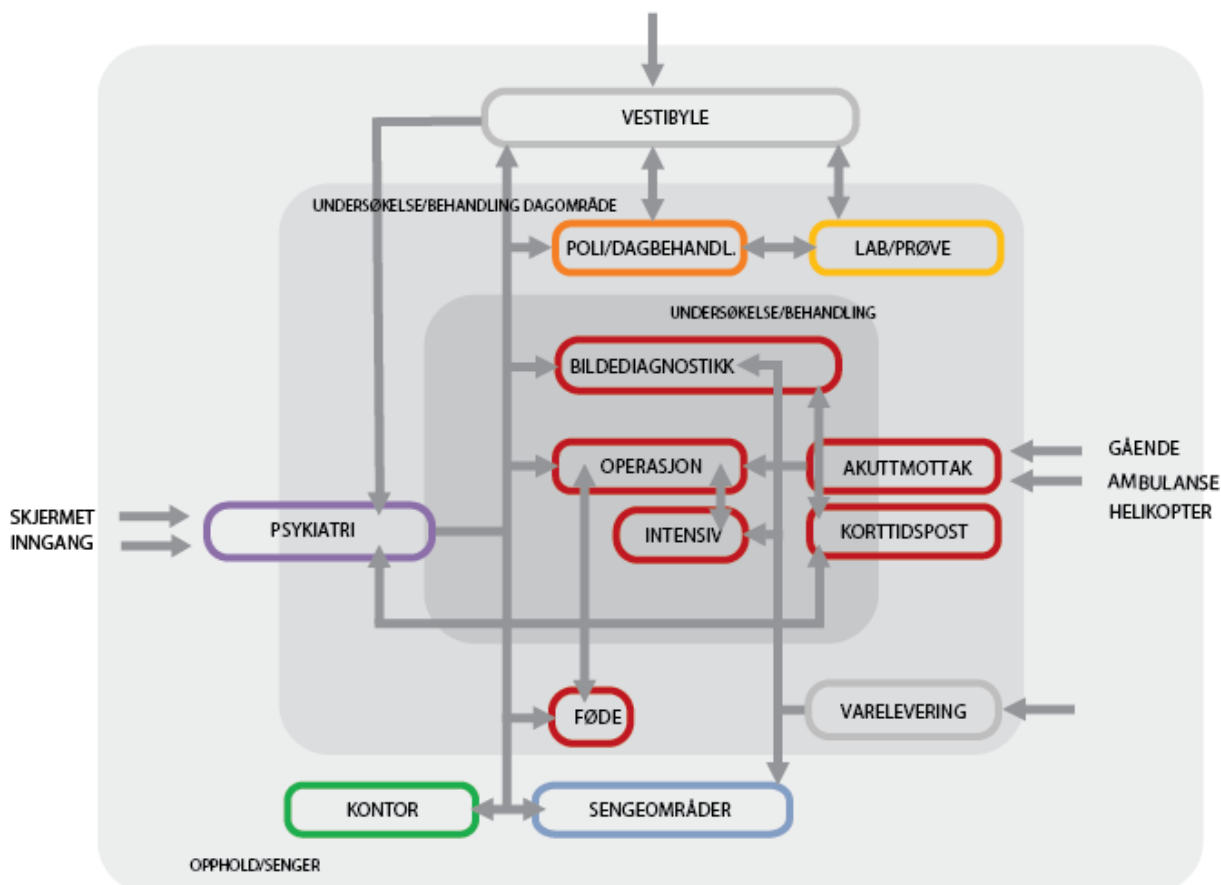 VESTIBYLE
UNDERSØKELSE/BEHANDLING DAGOMRÅDE
POLI/DAGBEHANDL.
LAB/PRØVE
UNDERSØKELSE/BEHANDLING
BILDEDIAGNOSTIKK
OPERASJON
AKUTTMOTTAK
GÅENDE
AMBULANSE
HELIKOPTER
SKJERMET
INNGANG
PSYKIATRI
INTENSIV
KORTTIDSPOST
FØDE
VARELEVERING
KONTOR
SENGEOMRÅDER
OPPHOLD/SENGER